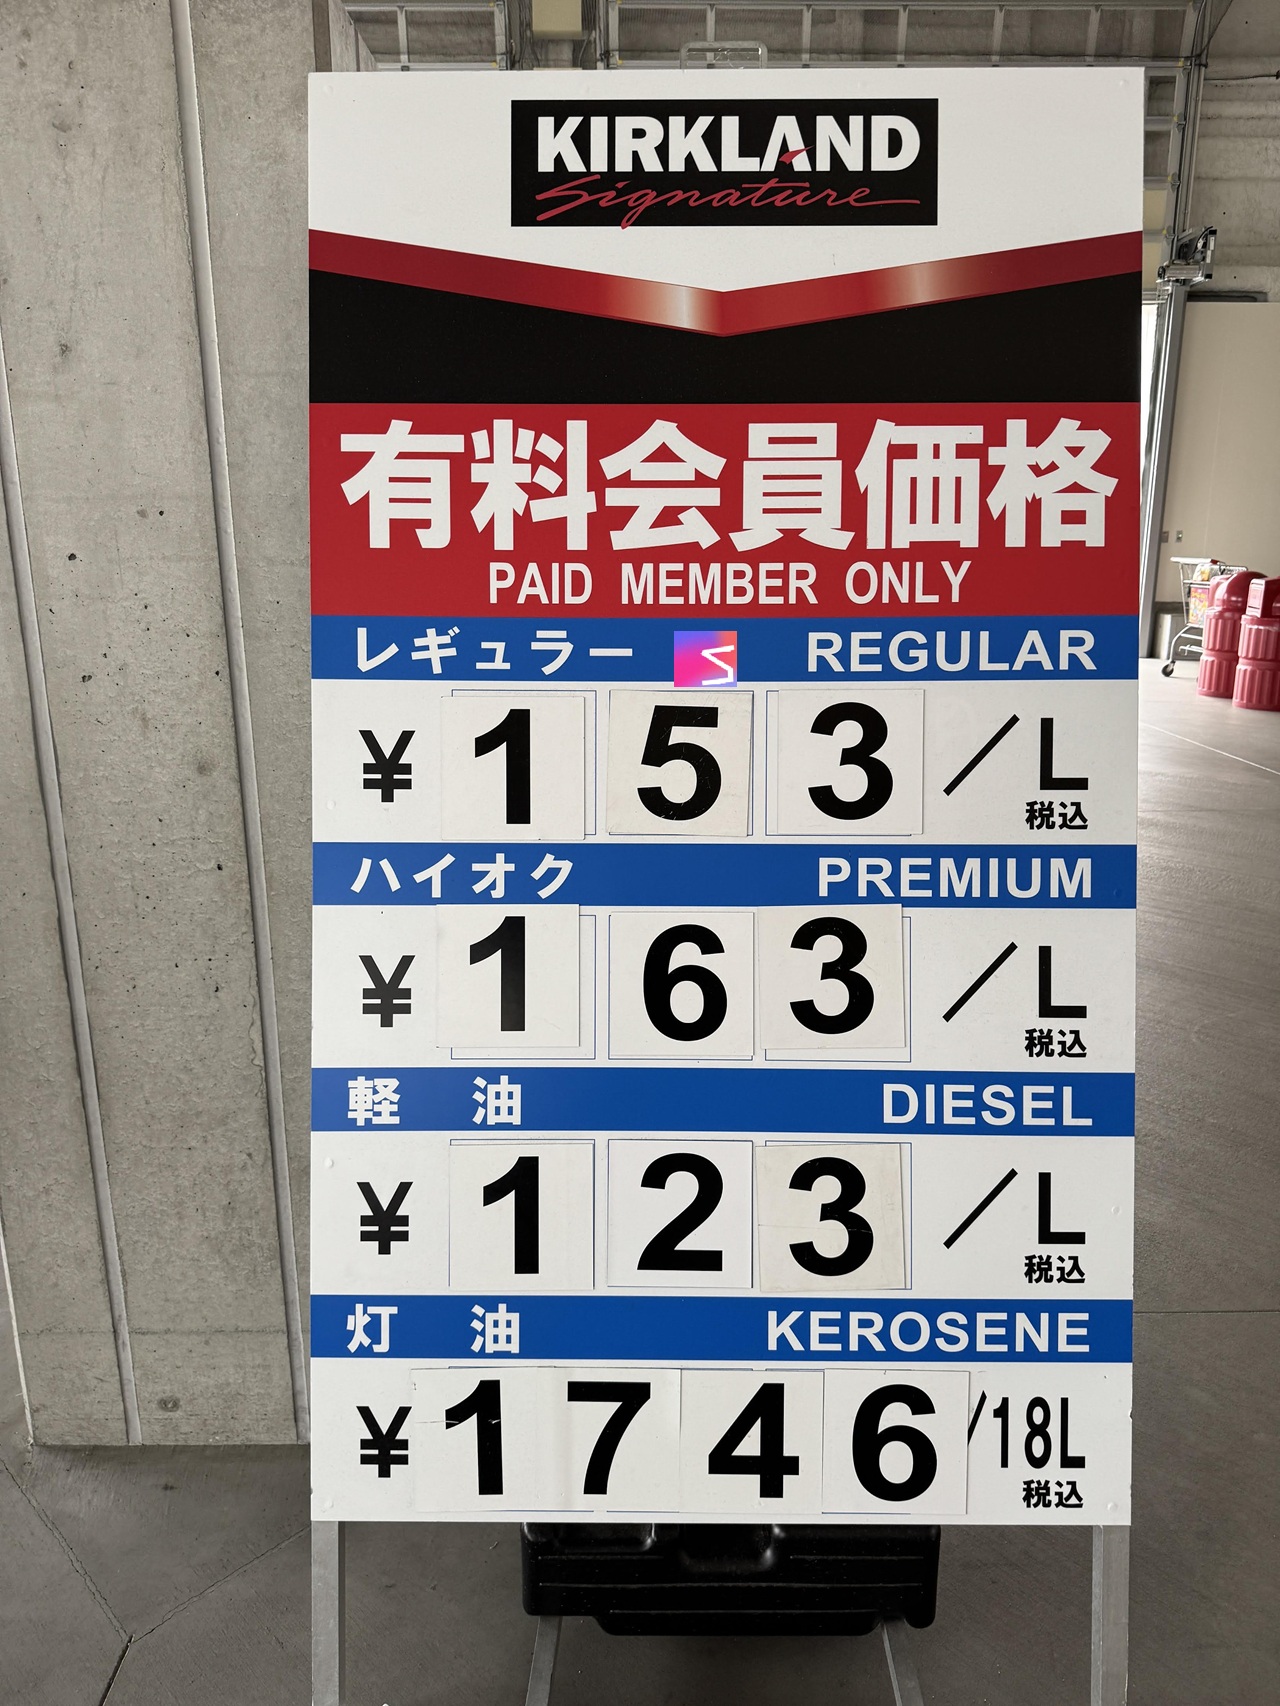 KIRKLAND
Signature
有料会員価格
PAID MEMBER ONLY
レギュラー REGULAR
¥ 153 ／L
税込
ハイオク PREMIUM
¥ 163 ／L
税込
軽 油 DIESEL
¥ 123 ／L
税込
灯 油 KEROSENE
¥ 1746 /18L
税込